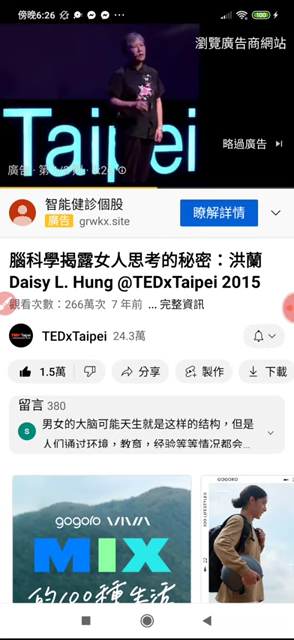 傍晚6:26
100
瀏覽廣告商網站
Taipei
略過廣告
廣告
智能健診個股
廣告 grwkx.site
瞭解詳情
腦科學揭露女人思考的秘密：洪蘭
Daisy L. Hung @TEDxTaipei 2015
觀看次數：266萬次 7 年前 ... 完整資訊
TEDxTaipei 24.3萬
1.5萬
分享
製作
下載
留言 380
S
男女的大脑可能天生就是这样的结构，但是
人们通过环境，教育，经验等等情况都会...
gogoro VIVA
MIX
的100種生活
GOGORO